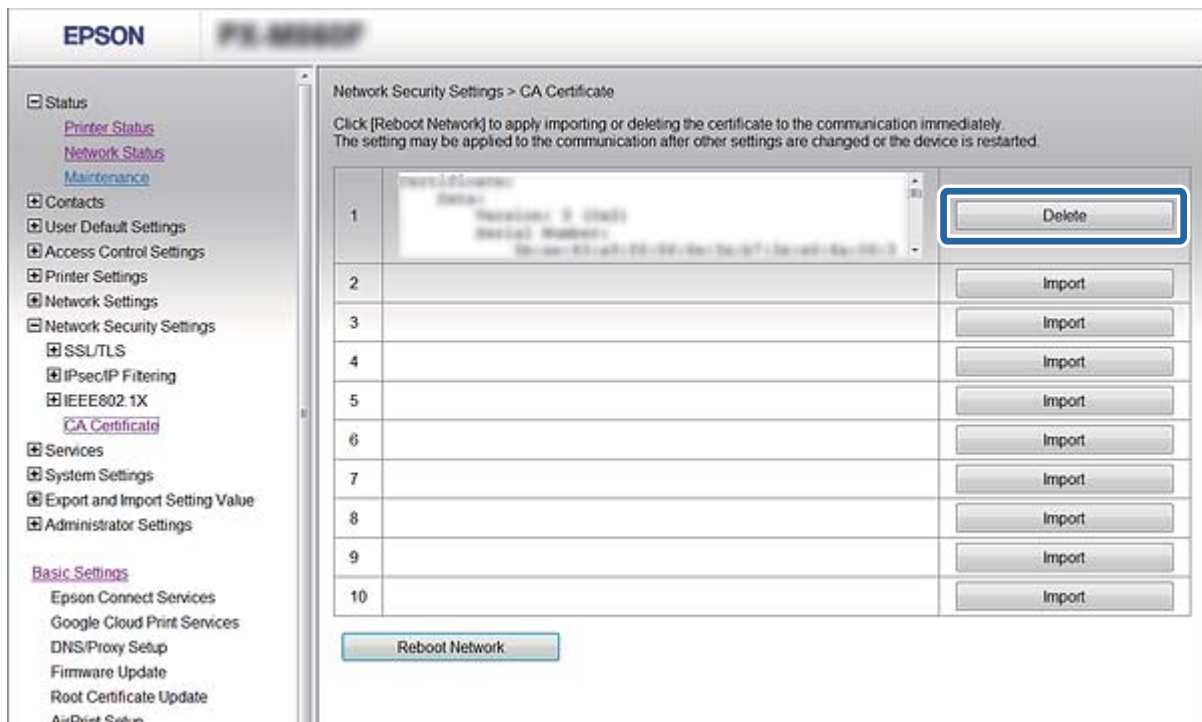 EPSON
Status
Printer Status
Network Status
Maintenance
Contacts
User Default Settings
Access Control Settings
Printer Settings
Network Settings
Network Security Settings
SSL/TLS
IPsec/IP Filtering
IEEE802.1X
CA Certificate
Services
System Settings
Export and Import Setting Value
Administrator Settings
Basic Settings
Epson Connect Services
Google Cloud Print Services
DNS/Proxy Setup
Firmware Update
Root Certificate Update
AirPrint Setup
Network Security Settings > CA Certificate
Click [Reboot Network] to apply importing or deleting the certificate to the communication immediately.
The setting may be applied to the communication after other settings are changed or the device is restarted.
1 Delete
2 Import
3 Import
4 Import
5 Import
6 Import
7 Import
8 Import
9 Import
10 Import
Reboot Network